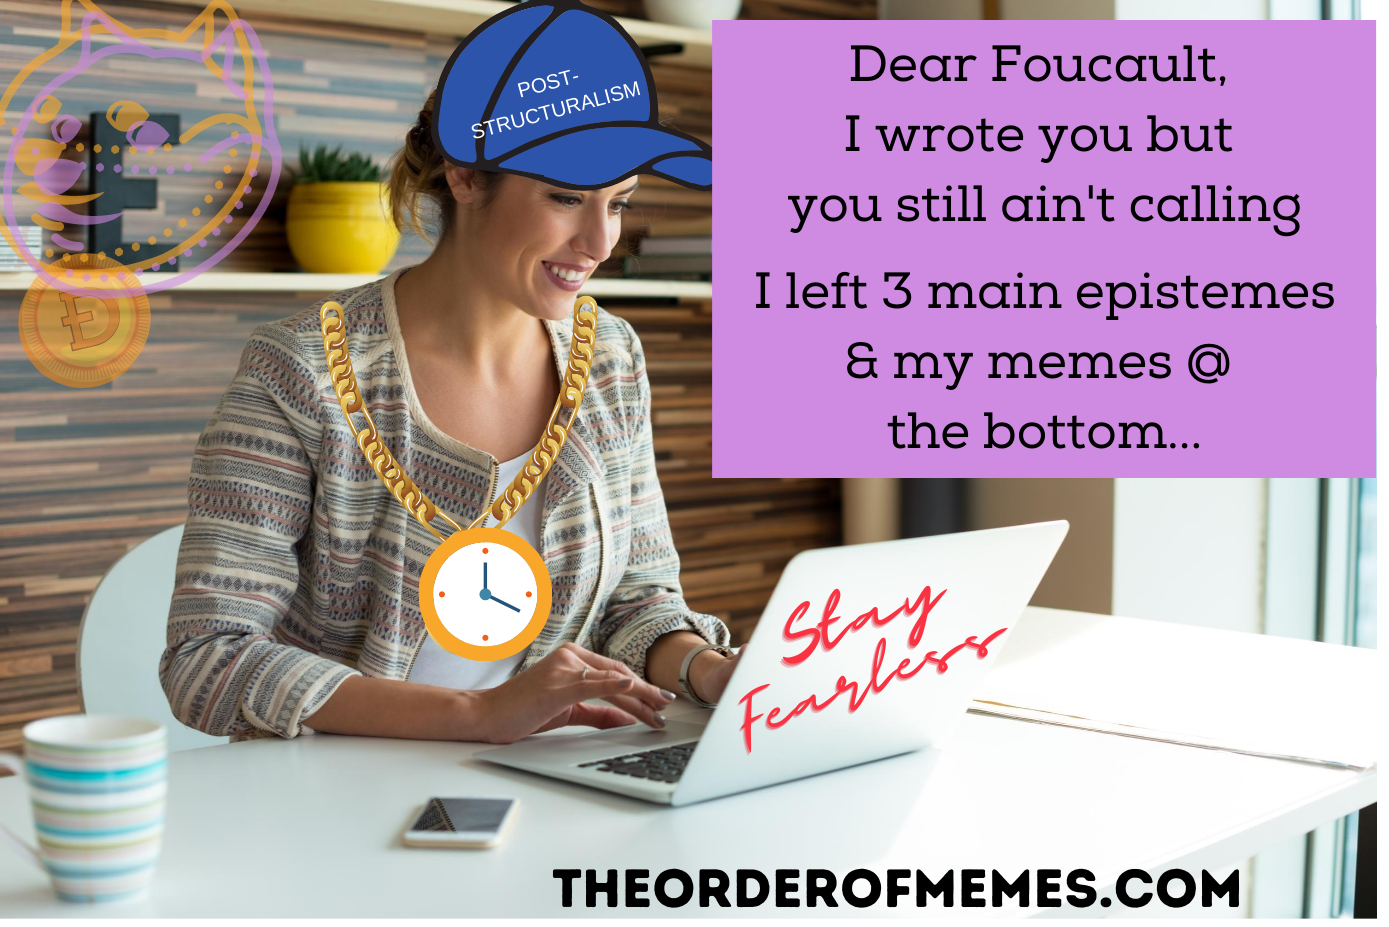 POST-
STRUCTURALISM
Dear Foucault,
I wrote you but
you still ain't calling
I left 3 main epistemes
& my memes @
the bottom...
Stay
Fearless
THEORDEROFMEMES.COM